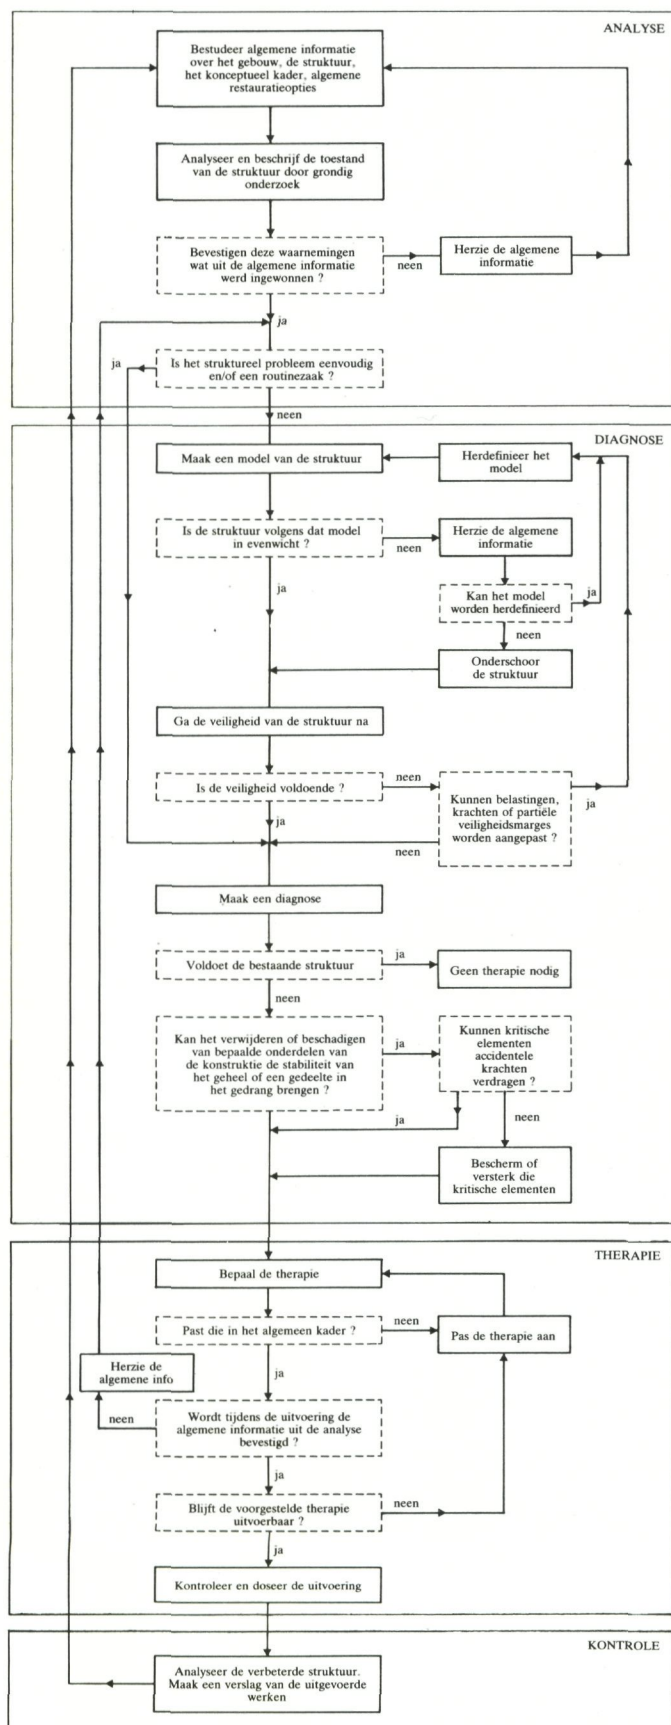 ANALYSE
Bestudeer algemene informatie
over het gebouw, de struktuur,
het konceptueel kader, algemene
restauratieopties
Analyseer en beschrijf de toestand
van de struktuur door grondig
onderzoek
Bevestigen deze waarnemingen
wat uit de algemene informatie
werd ingewonnen ?
neen
Herzie de algemene
informatie
ja
ja
Is het struktureel probleem eenvoudig
en/of een routinezaak ?
neen
DIAGNOSE
Maak een model van de struktuur
Herdefinieer het
model
Is de struktuur volgens dat model
in evenwicht ?
neen
Herzie de algemene
informatie
ja
Kan het model
worden herdefinieerd
ja
neen
Onderschoor
de struktuur
Ga de veiligheid van de struktuur na
Is de veiligheid voldoende ?
neen
Kunnen belastingen,
krachten of partiële
veiligheidsmarges
worden aangepast ?
ja
ja
neen
Maak een diagnose
Voldoet de bestaande struktuur
ja
Geen therapie nodig
neen
Kan het verwijderen of beschadigen
van bepaalde onderdelen van
de konstruktie de stabiliteit van
het geheel of een gedeelte in
het gedrang brengen ?
ja
Kunnen kritische
elementen
accidentele
krachten
verdragen ?
ja
neen
Bescherm of
versterk die
kritische elementen
THERAPIE
Bepaal de therapie
Past die in het algemeen kader ?
neen
Pas de therapie aan
ja
Herzie de
algemene info
neen
Wordt tijdens de uitvoering de
algemene informatie uit de analyse
bevestigd ?
ja
Blijft de voorgestelde therapie
uitvoerbaar ?
neen
ja
Kontroleer en doseer de uitvoering
KONTROLE
Analyseer de verbeterde struktuur.
Maak een verslag van de uitgevoerde
werken